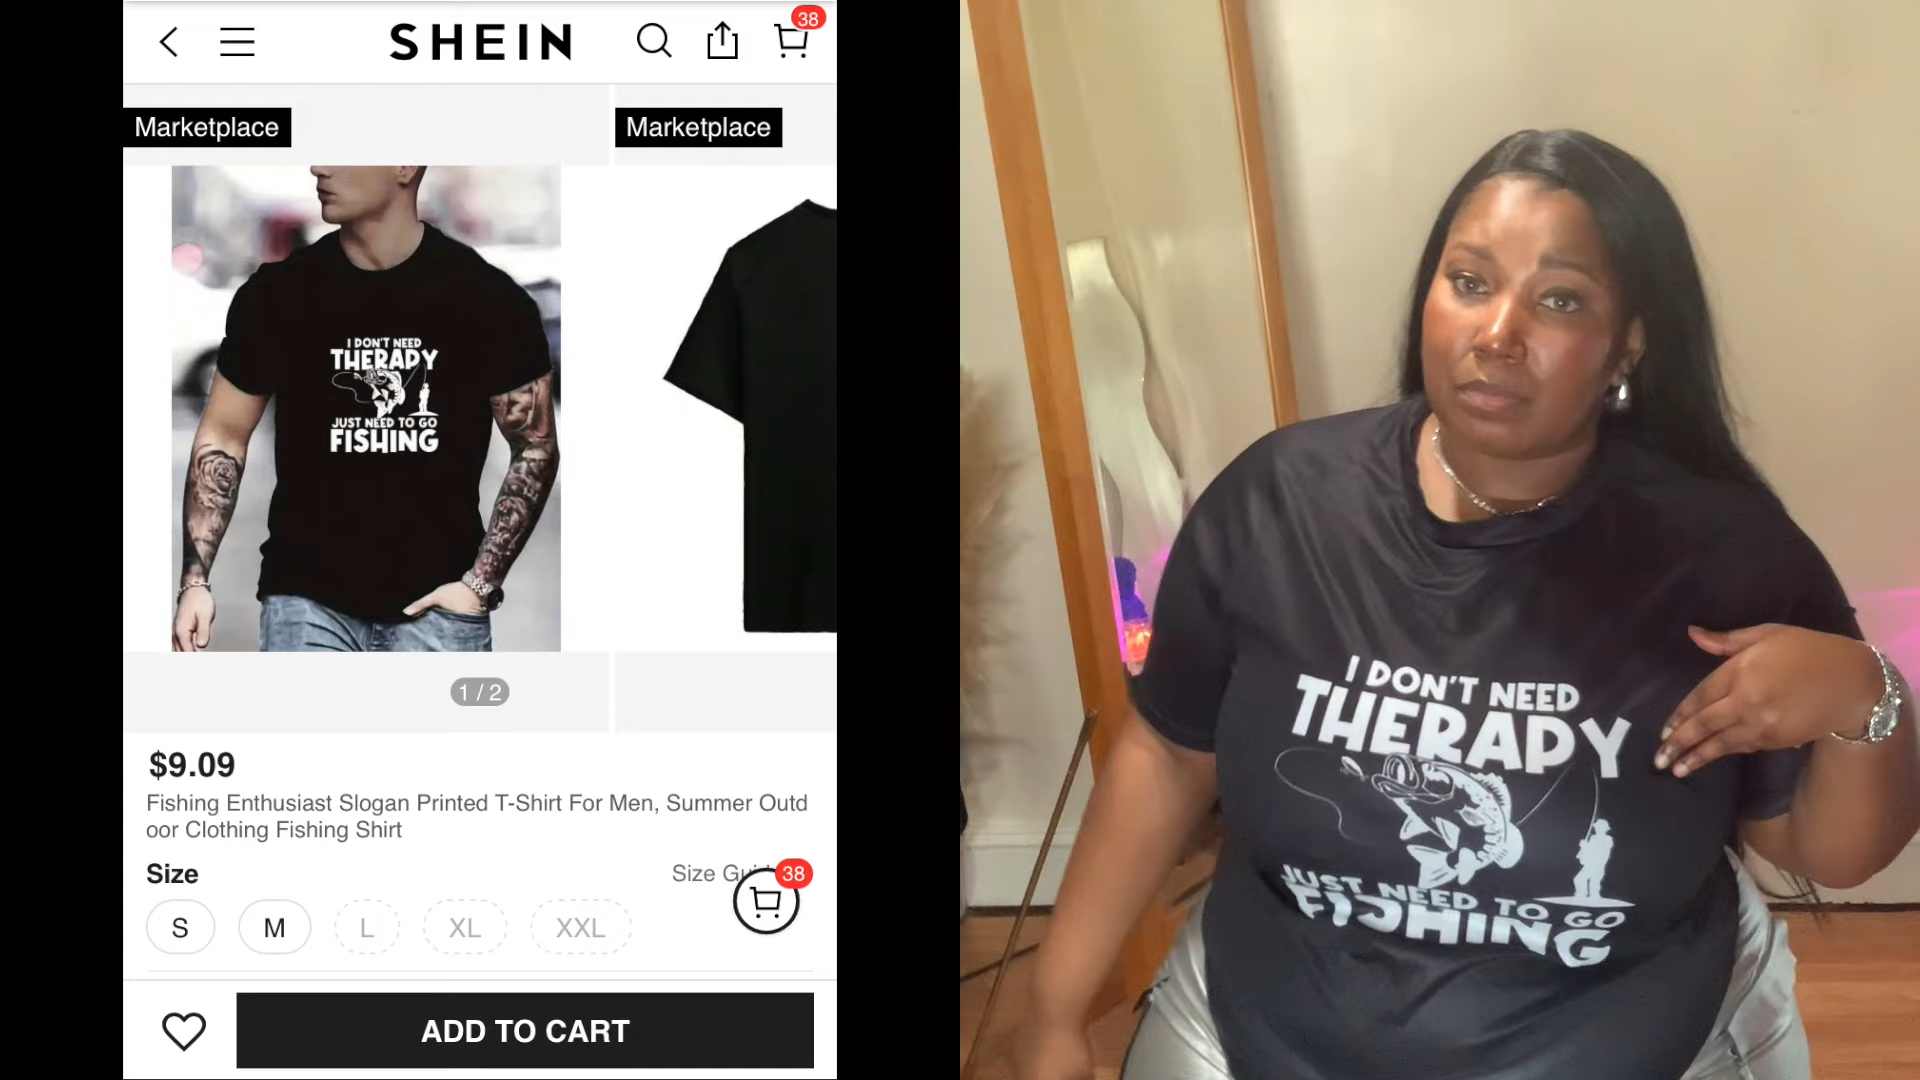 SHEIN
38
Marketplace
Marketplace
I DON'T NEED
THERAPY
JUST NEED TO GO
FISHING
1 / 2
$9.09
Fishing Enthusiast Slogan Printed T-Shirt For Men, Summer Outd
oor Clothing Fishing Shirt
Size
Size Gui
38
S M L XL XXL
ADD TO CART
I DON'T NEED
THERAPY
JUST NEED TO GO
FISHING